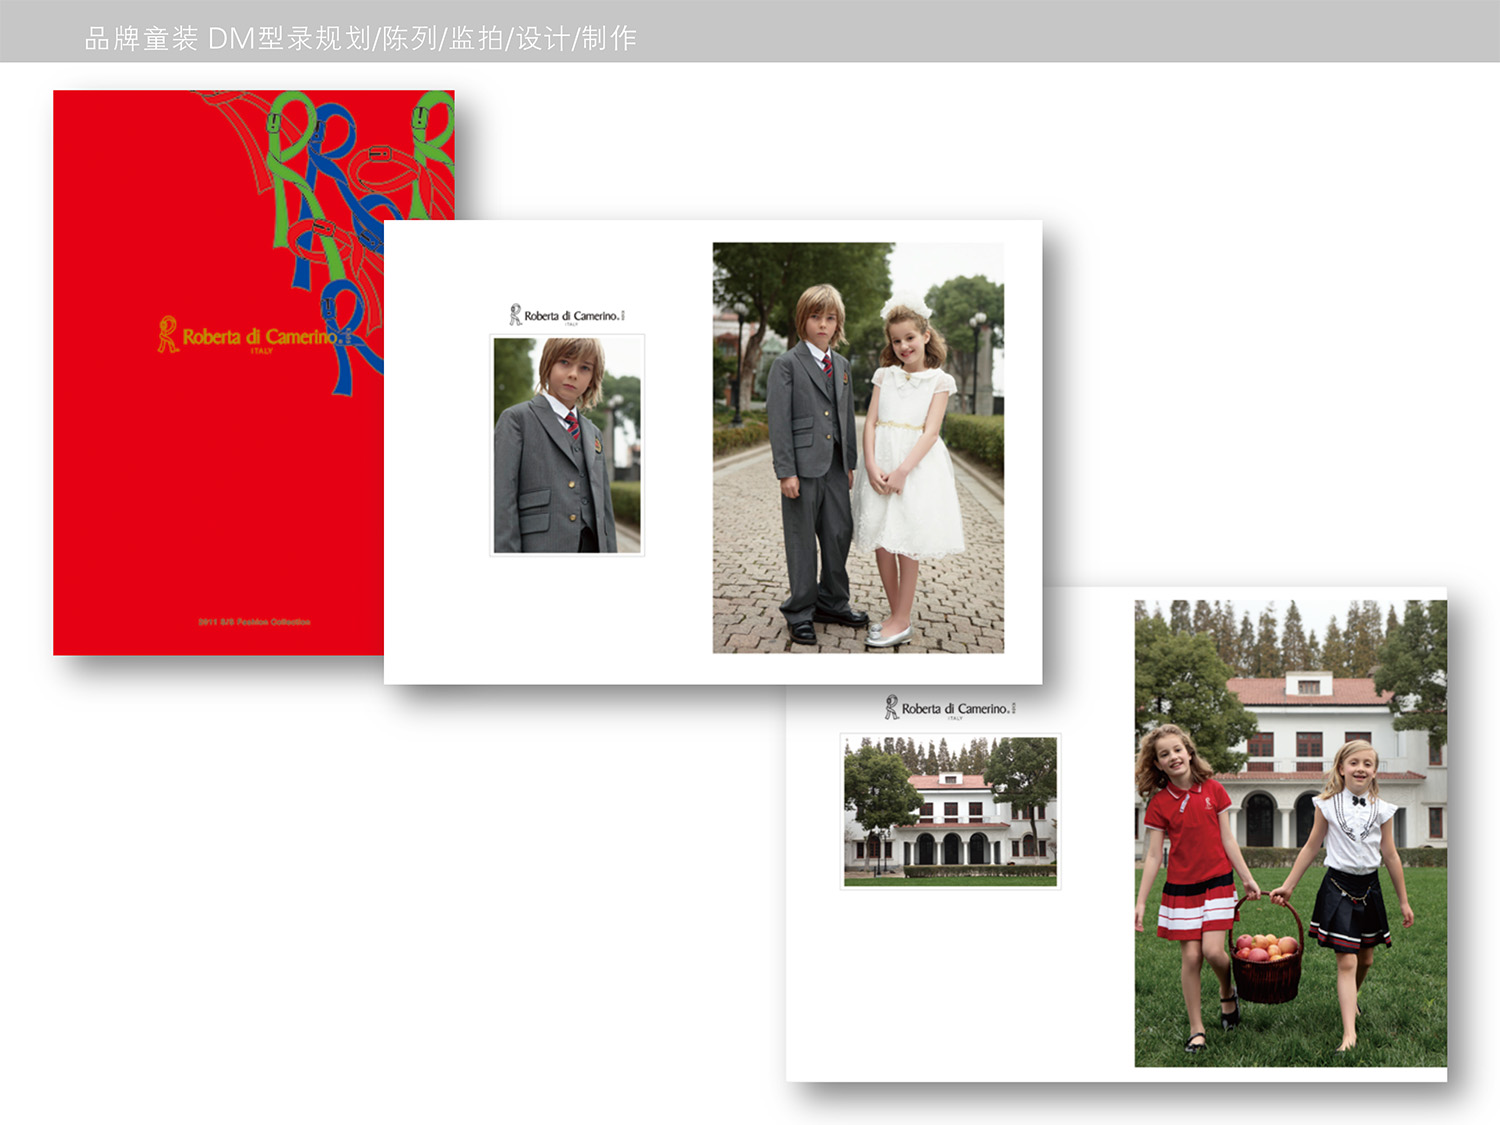 品牌童装 DM型录规划/陈列/监拍/设计/制作
Roberta di Camerino.
ITALY
2011 S/S Fashion Collection
Roberta di Camerino.
ITALY
Roberta di Camerino.
ITALY